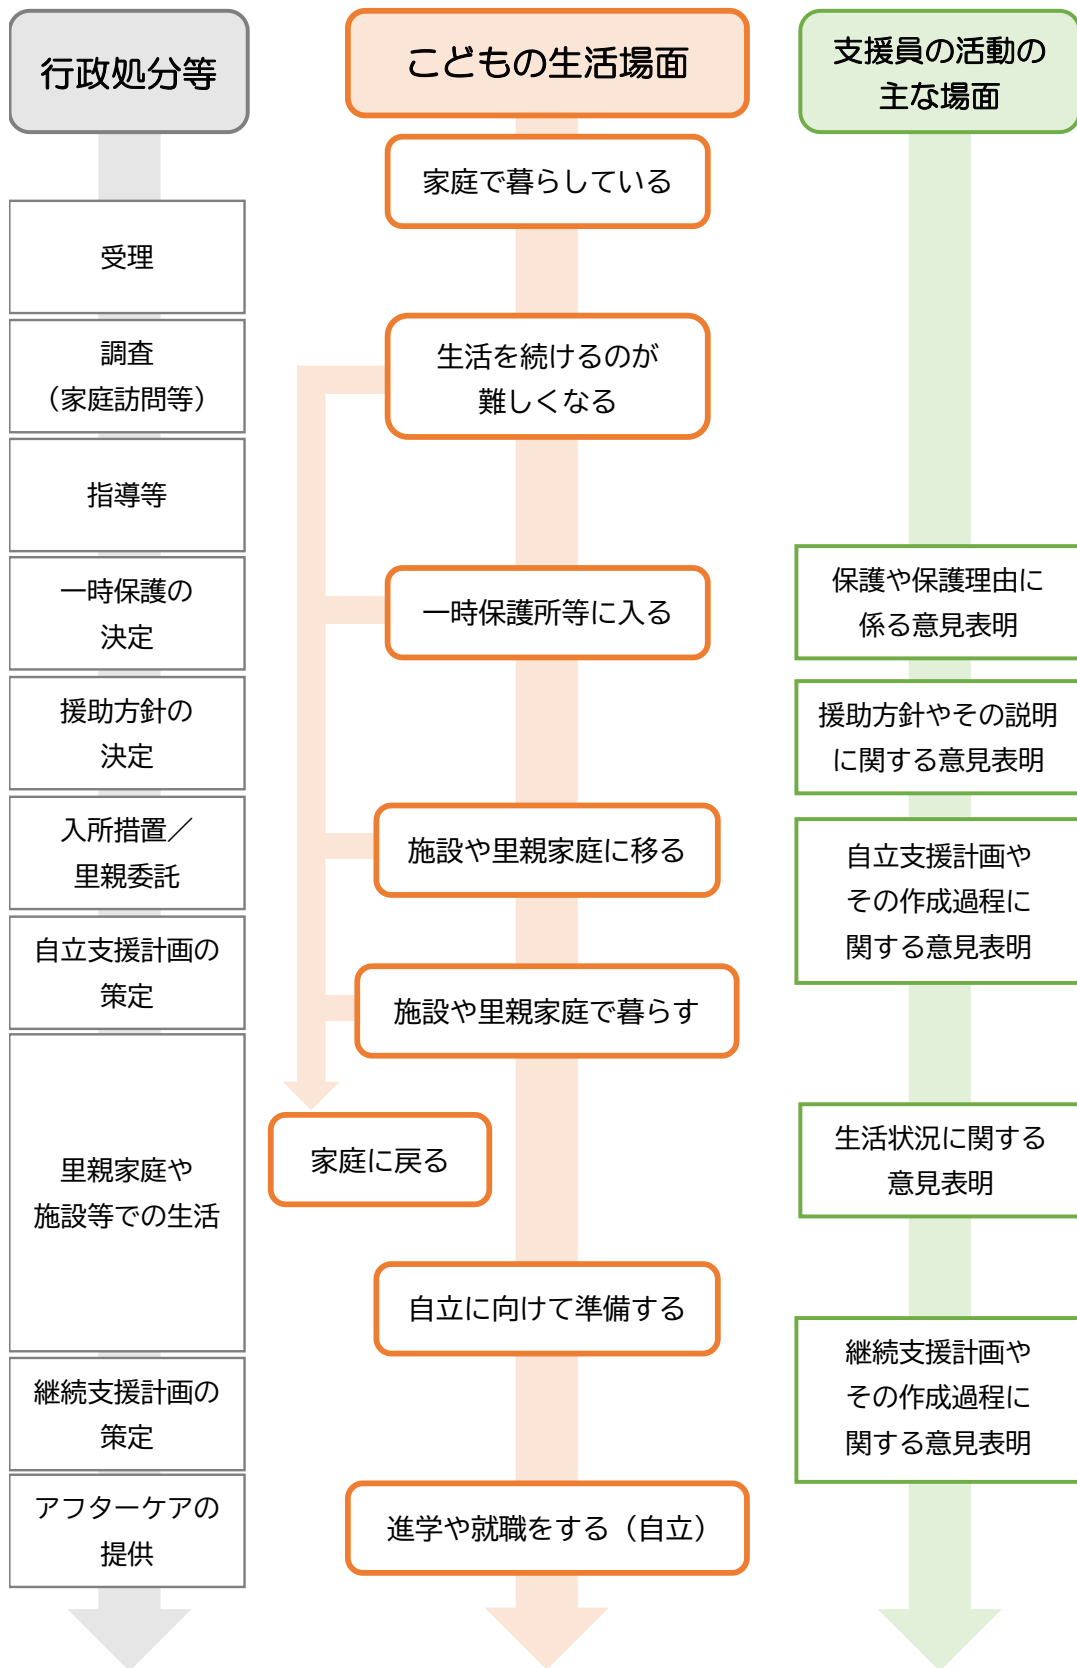 行政処分等
受理
調査
（家庭訪問等）
指導等
一時保護の
決定
援助方針の
決定
入所措置／
里親委託
自立支援計画の
策定
里親家庭や
施設等での生活
継続支援計画の
策定
アフターケアの
提供
こどもの生活場面
家庭で暮らしている
生活を続けるのが
難しくなる
一時保護所等に入る
施設や里親家庭に移る
施設や里親家庭で暮らす
家庭に戻る
自立に向けて準備する
進学や就職をする（自立）
支援員の活動の
主な場面
保護や保護理由に
係る意見表明
援助方針やその説明
に関する意見表明
自立支援計画や
その作成過程に
関する意見表明
生活状況に関する
意見表明
継続支援計画や
その作成過程に
関する意見表明